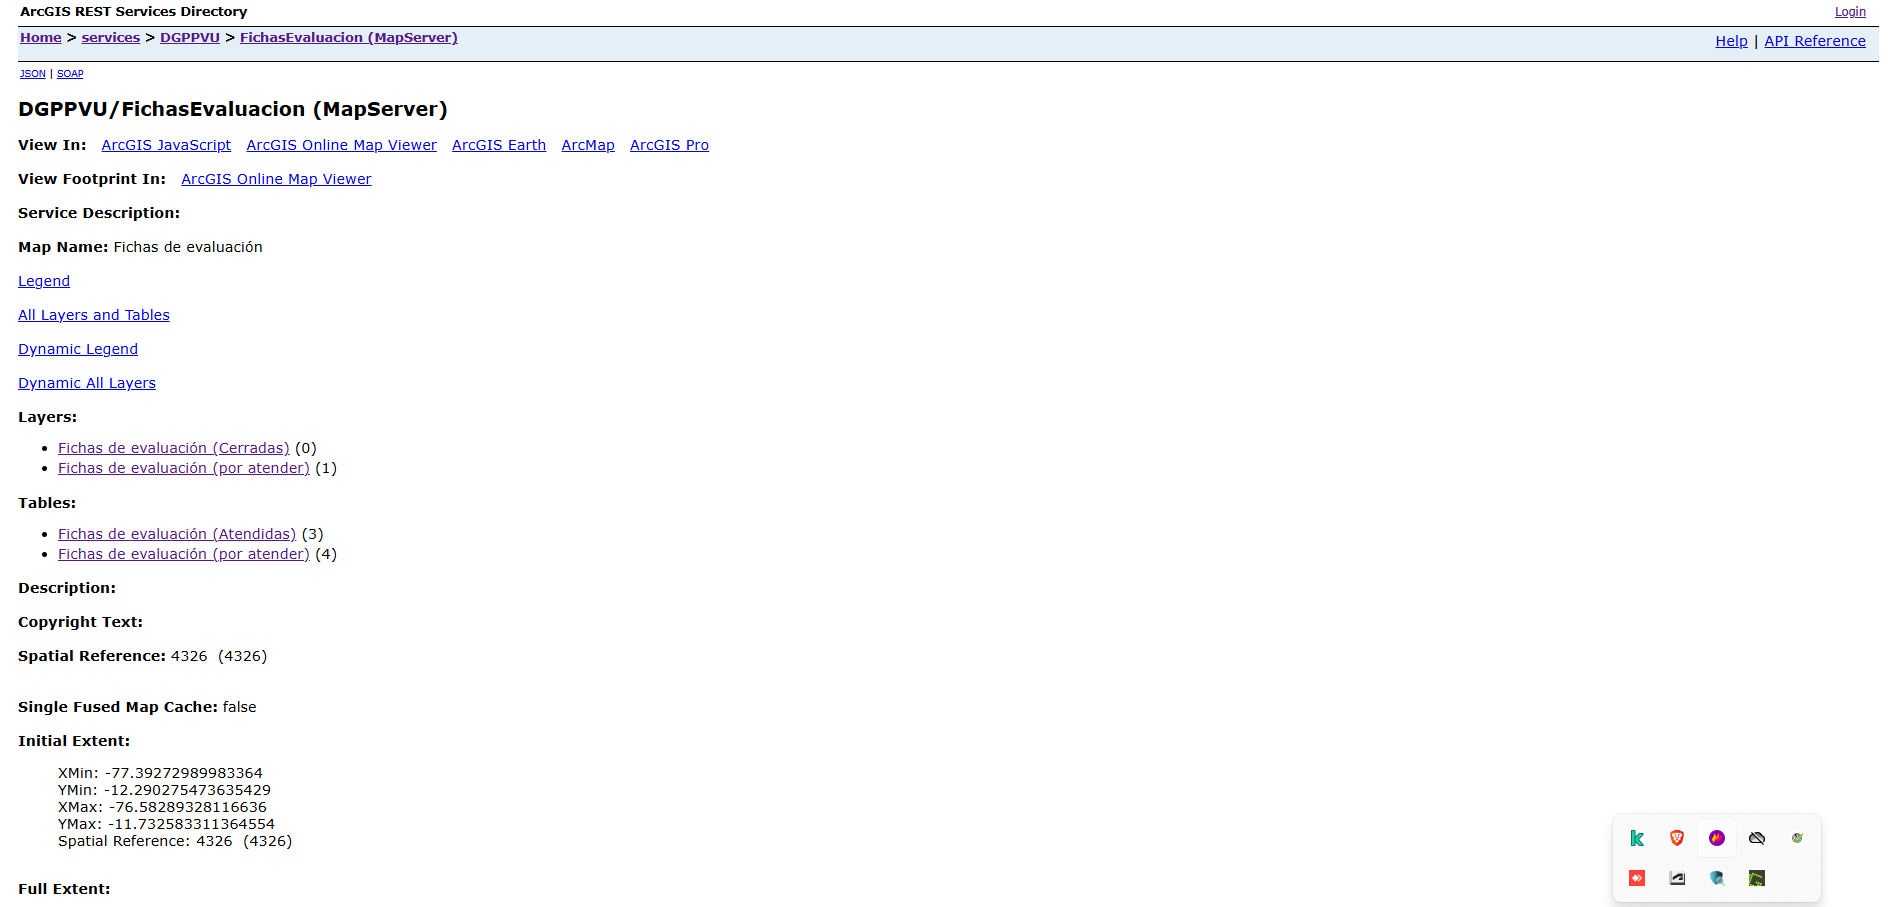 ArcGIS REST Services Directory
Login
Home > services > DGPPVU > FichasEvaluacion (MapServer)
Help | API Reference
JSON | SOAP
DGPPVU/FichasEvaluacion (MapServer)
View In: ArcGIS JavaScript ArcGIS Online Map Viewer ArcGIS Earth ArcMap ArcGIS Pro
View Footprint In: ArcGIS Online Map Viewer
Service Description:
Map Name: Fichas de evaluación
Legend
All Layers and Tables
Dynamic Legend
Dynamic All Layers
Layers:
Fichas de evaluación (Cerradas) (0)
Fichas de evaluación (por atender) (1)
Tables:
Fichas de evaluación (Atendidas) (3)
Fichas de evaluación (por atender) (4)
Description:
Copyright Text:
Spatial Reference: 4326 (4326)
Single Fused Map Cache: false
Initial Extent:
XMin: -77.39272989983364
YMin: -12.290275473635429
XMax: -76.58289328116636
YMax: -11.732583311364554
Spatial Reference: 4326 (4326)
Full Extent: